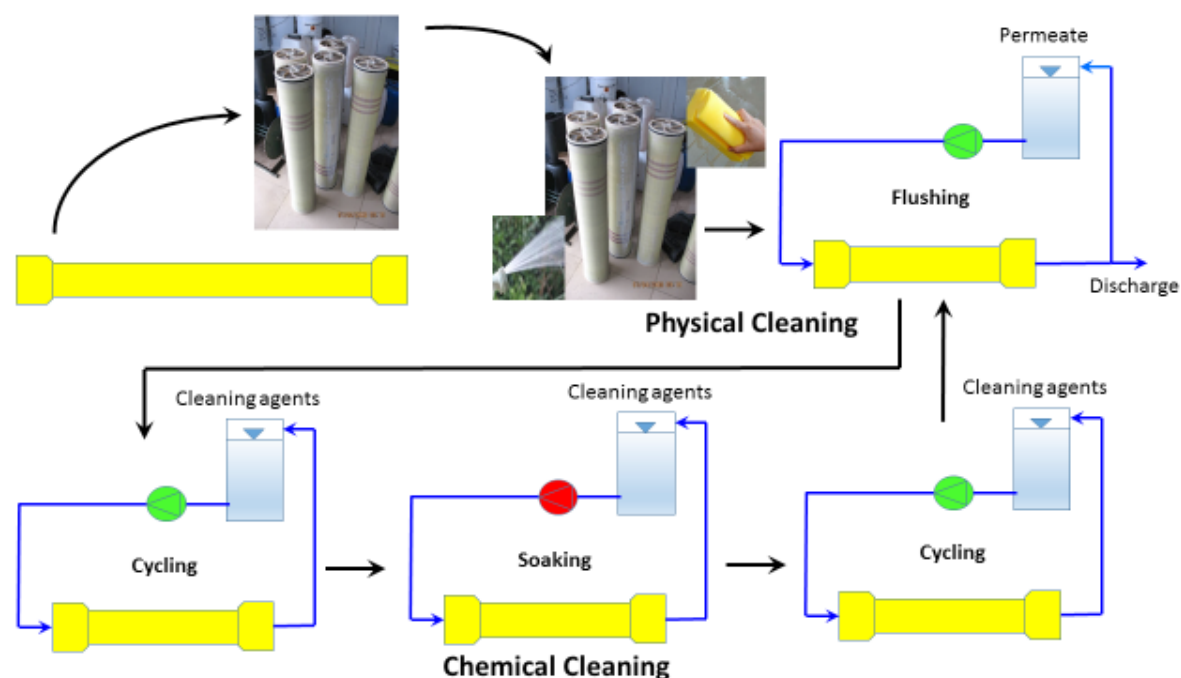 Permeate
Flushing
Discharge
Physical Cleaning
Cleaning agents
Cleaning agents
Cleaning agents
Cycling
Soaking
Cycling
Chemical Cleaning